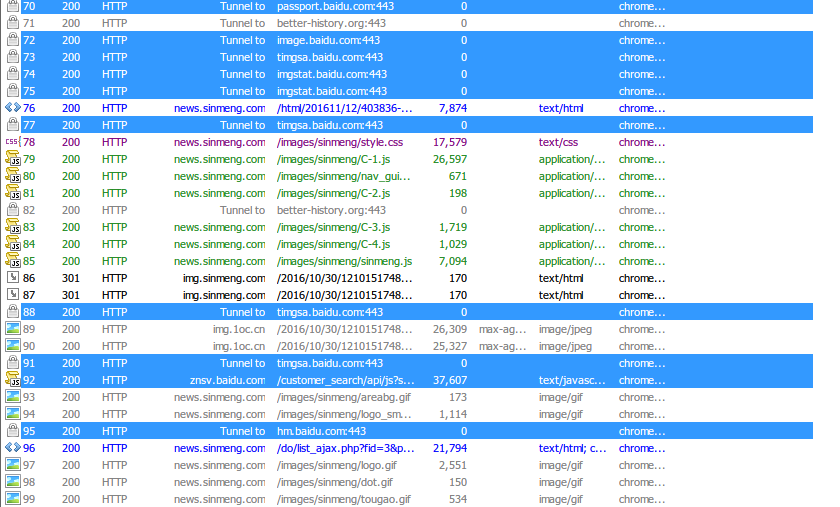 70 200 HTTP Tunnel to passport.baidu.com:443 0 chrome...
71 200 HTTP Tunnel to better-history.org:443 0 chrome...
72 200 HTTP Tunnel to image.baidu.com:443 0 chrome...
73 200 HTTP Tunnel to timgsa.baidu.com:443 0 chrome...
74 200 HTTP Tunnel to imgstat.baidu.com:443 0 chrome...
75 200 HTTP Tunnel to imgstat.baidu.com:443 0 chrome...
76 200 HTTP news.sinmeng.com /html/201611/12/403836-... 7,874 text/html chrome...
77 200 HTTP Tunnel to timgsa.baidu.com:443 0 chrome...
css 78 200 HTTP news.sinmeng.com /images/sinmeng/style.css 17,579 text/css chrome...
JS 79 200 HTTP news.sinmeng.com /images/sinmeng/C-1.js 26,597 application/... chrome...
JS 80 200 HTTP news.sinmeng.com /images/sinmeng/nav_gui... 671 application/... chrome...
JS 81 200 HTTP news.sinmeng.com /images/sinmeng/C-2.js 198 application/... chrome...
82 200 HTTP Tunnel to better-history.org:443 0 chrome...
JS 83 200 HTTP news.sinmeng.com /images/sinmeng/C-3.js 1,719 application/... chrome...
JS 84 200 HTTP news.sinmeng.com /images/sinmeng/C-4.js 1,029 application/... chrome...
JS 85 200 HTTP news.sinmeng.com /images/sinmeng/sinmeng.js 7,094 application/... chrome...
86 301 HTTP img.sinmeng.com /2016/10/30/1210151748... 170 text/html chrome...
87 301 HTTP img.sinmeng.com /2016/10/30/1210151748... 170 text/html chrome...
88 200 HTTP Tunnel to timgsa.baidu.com:443 0 chrome...
89 200 HTTP img.1oc.cn /2016/10/30/1210151748... 26,309 max-ag... image/jpeg chrome...
90 200 HTTP img.1oc.cn /2016/10/30/1210151748... 25,327 max-ag... image/jpeg chrome...
91 200 HTTP Tunnel to timgsa.baidu.com:443 0 chrome...
JS 92 200 HTTP znsv.baidu.com /customer_search/api/js?s... 37,607 text/javasc... chrome...
93 200 HTTP news.sinmeng.com /images/sinmeng/areabg.gif 173 image/gif chrome...
94 200 HTTP news.sinmeng.com /images/sinmeng/logo_sm... 1,114 image/gif chrome...
95 200 HTTP Tunnel to hm.baidu.com:443 0 chrome...
96 200 HTTP news.sinmeng.com /do/list_ajax.php?fid=3&p... 21,794 text/html; c... chrome...
97 200 HTTP news.sinmeng.com /images/sinmeng/logo.gif 2,551 image/gif chrome...
98 200 HTTP news.sinmeng.com /images/sinmeng/dot.gif 150 image/gif chrome...
99 200 HTTP news.sinmeng.com /images/sinmeng/tougao.gif 534 image/gif chrome...